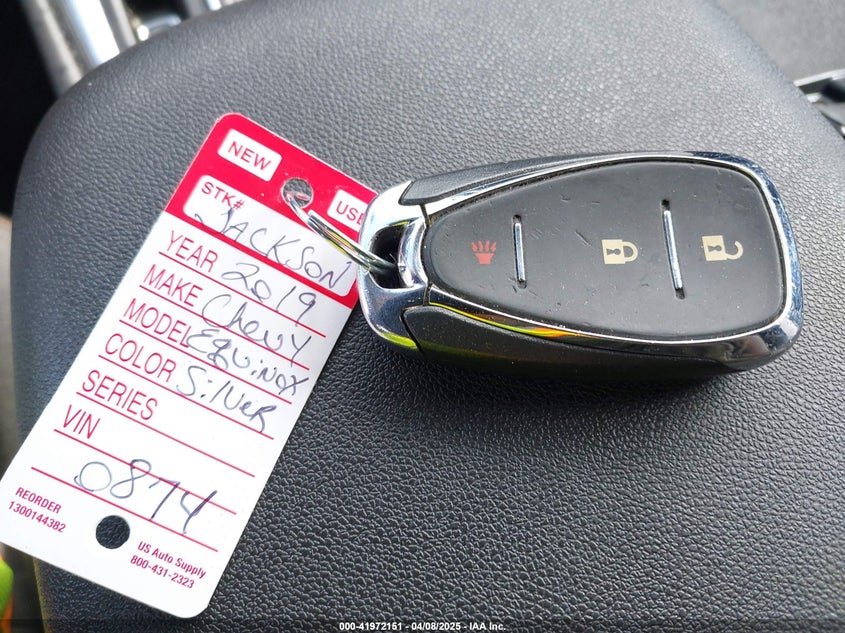 NEW
USE
STK# JACKSON
YEAR 2019
MAKE Chevy
MODEL EQUINOX
COLOR SilVeR
SERIES
VIN
0874
REORDER
1300144382
US Auto Supply
800-431-2323
000-41972151 - 04/08/2025 - IAA Inc.